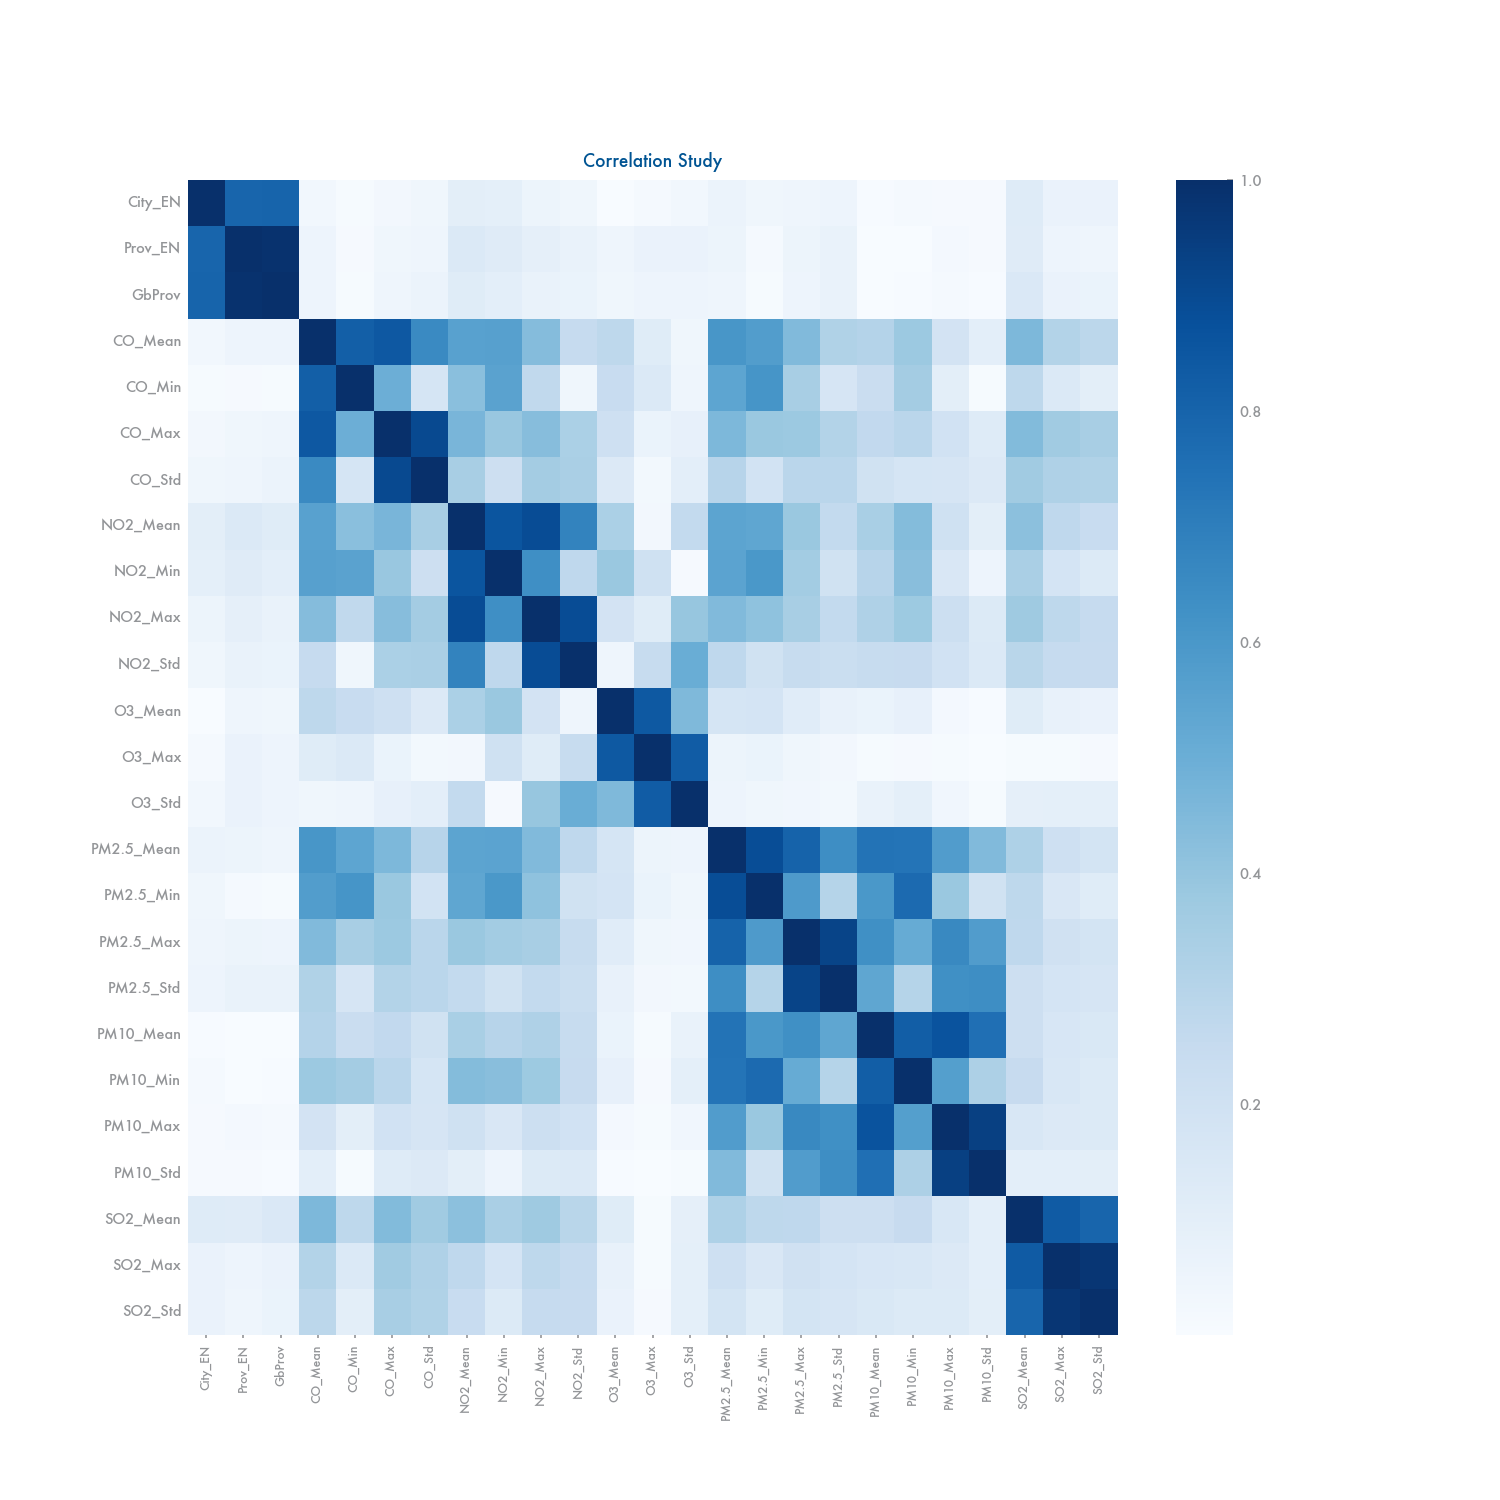 Correlation Study
City_EN
Prov_EN
GbProv
CO_Mean
CO_Min
CO_Max
CO_Std
NO2_Mean
NO2_Min
NO2_Max
NO2_Std
O3_Mean
O3_Max
O3_Std
PM2.5_Mean
PM2.5_Min
PM2.5_Max
PM2.5_Std
PM10_Mean
PM10_Min
PM10_Max
PM10_Std
SO2_Mean
SO2_Max
SO2_Std
City_EN
Prov_EN
GbProv
CO_Mean
CO_Min
CO_Max
CO_Std
NO2_Mean
NO2_Min
NO2_Max
NO2_Std
O3_Mean
O3_Max
O3_Std
PM2.5_Mean
PM2.5_Min
PM2.5_Max
PM2.5_Std
PM10_Mean
PM10_Min
PM10_Max
PM10_Std
SO2_Mean
SO2_Max
SO2_Std
1.0
0.8
0.6
0.4
0.2